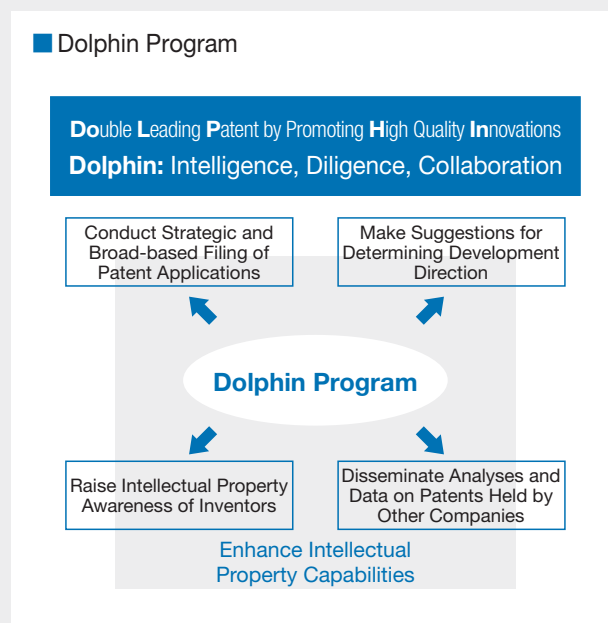 Dolphin Program
Double Leading Patent by Promoting High Quality Innovations
Dolphin: Intelligence, Diligence, Collaboration
Conduct Strategic and
Broad-based Filing of
Patent Applications
Make Suggestions for
Determining Development
Direction
Dolphin Program
Raise Intellectual Property
Awareness of Inventors
Disseminate Analyses and
Data on Patents Held by
Other Companies
Enhance Intellectual
Property Capabilities